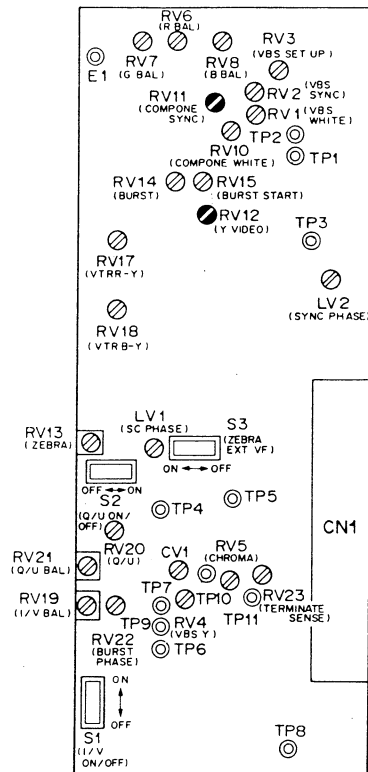 RV6
(R BAL)
RV7
(G BAL)
RV8
(B BAL)
RV3
(VBS SET UP)
E1
RV11
(COMPONE
SYNC)
RV2 (VBS
SYNC)
RV1 (VBS
WHITE)
TP2
RV10
(COMPONE WHITE)
TP1
RV14
(BURST)
RV15
(BURST START)
RV12
(Y VIDEO)
TP3
RV17
(VTRR-Y)
LV2
(SYNC PHASE)
RV18
(VTRB-Y)
RV13
(ZEBRA)
LV1
(SC PHASE)
S3
(ZEBRA
EXT VF)
ON OFF
OFF ON
S2
(Q/U ON/
OFF)
TP4
TP5
CN1
RV20
(Q/U)
RV21
(Q/U BAL)
CV1
RV5
(CHROMA)
RV19
(I/V BAL)
TP7
TP10
TP11
RV23
(TERMINATE
SENSE)
TP9
RV4
(VBS Y)
RV22
(BURST
PHASE)
TP6
ON
OFF
S1
(I/V
ON/OFF)
TP8